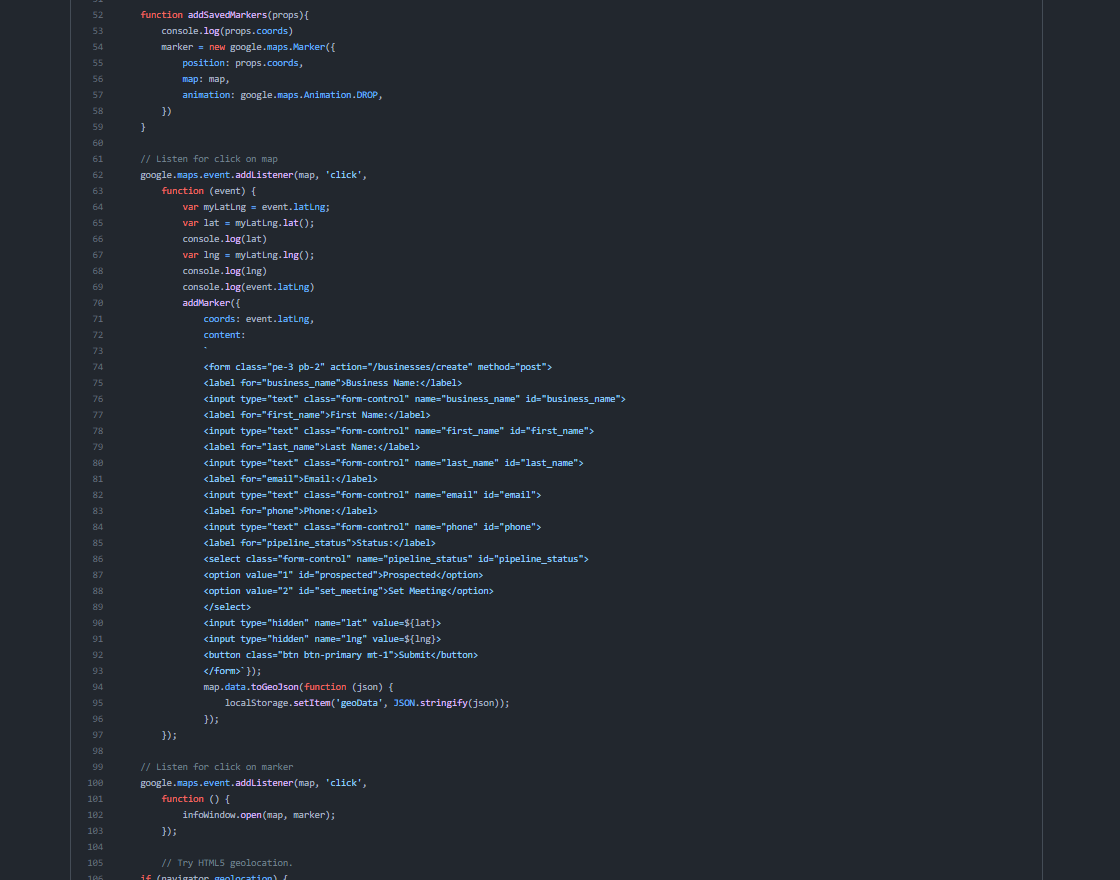 52 function addSavedMarkers(props){
53 console.log(props.coords)
54 marker = new google.maps.Marker({
55 position: props.coords,
56 map: map,
57 animation: google.maps.Animation.DROP,
58 })
59 }
60
61 // Listen for click on map
62 google.maps.event.addListener(map, 'click',
63 function (event) {
64 var myLatLng = event.latLng;
65 var lat = myLatLng.lat();
66 console.log(lat)
67 var lng = myLatLng.lng();
68 console.log(lng)
69 console.log(event.latLng)
70 addMarker({
71 coords: event.latLng,
72 content:
73 `
74 <form class="pe-3 pb-2" action="/businesses/create" method="post">
75 <label for="business_name">Business Name:</label>
76 <input type="text" class="form-control" name="business_name" id="business_name">
77 <label for="first_name">First Name:</label>
78 <input type="text" class="form-control" name="first_name" id="first_name">
79 <label for="last_name">Last Name:</label>
80 <input type="text" class="form-control" name="last_name" id="last_name">
81 <label for="email">Email:</label>
82 <input type="text" class="form-control" name="email" id="email">
83 <label for="phone">Phone:</label>
84 <input type="text" class="form-control" name="phone" id="phone">
85 <label for="pipeline_status">Status:</label>
86 <select class="form-control" name="pipeline_status" id="pipeline_status">
87 <option value="1" id="prospected">Prospected</option>
88 <option value="2" id="set_meeting">Set Meeting</option>
89 </select>
90 <input type="hidden" name="lat" value=${lat}>
91 <input type="hidden" name="lng" value=${lng}>
92 <button class="btn btn-primary mt-1">Submit</button>
93 </form>`});
94 map.data.toGeoJson(function (json) {
95 localStorage.setItem('geoData', JSON.stringify(json));
96 });
97 });
98
99 // Listen for click on marker
100 google.maps.event.addListener(map, 'click',
101 function () {
102 infoWindow.open(map, marker);
103 });
104
105 // Try HTML5 geolocation.
106 if (navigator.geolocation) {